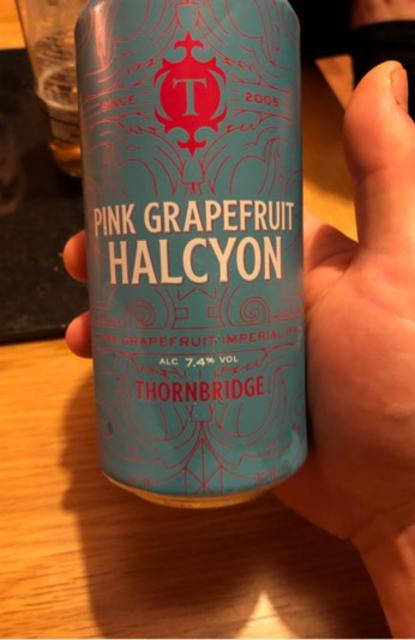 T
SINCE 2005
PINK GRAPEFRUIT
HALCYON
GRAPEFRUIT IMPERIAL
ALC 7,4% VOL
THORNBRIDGE